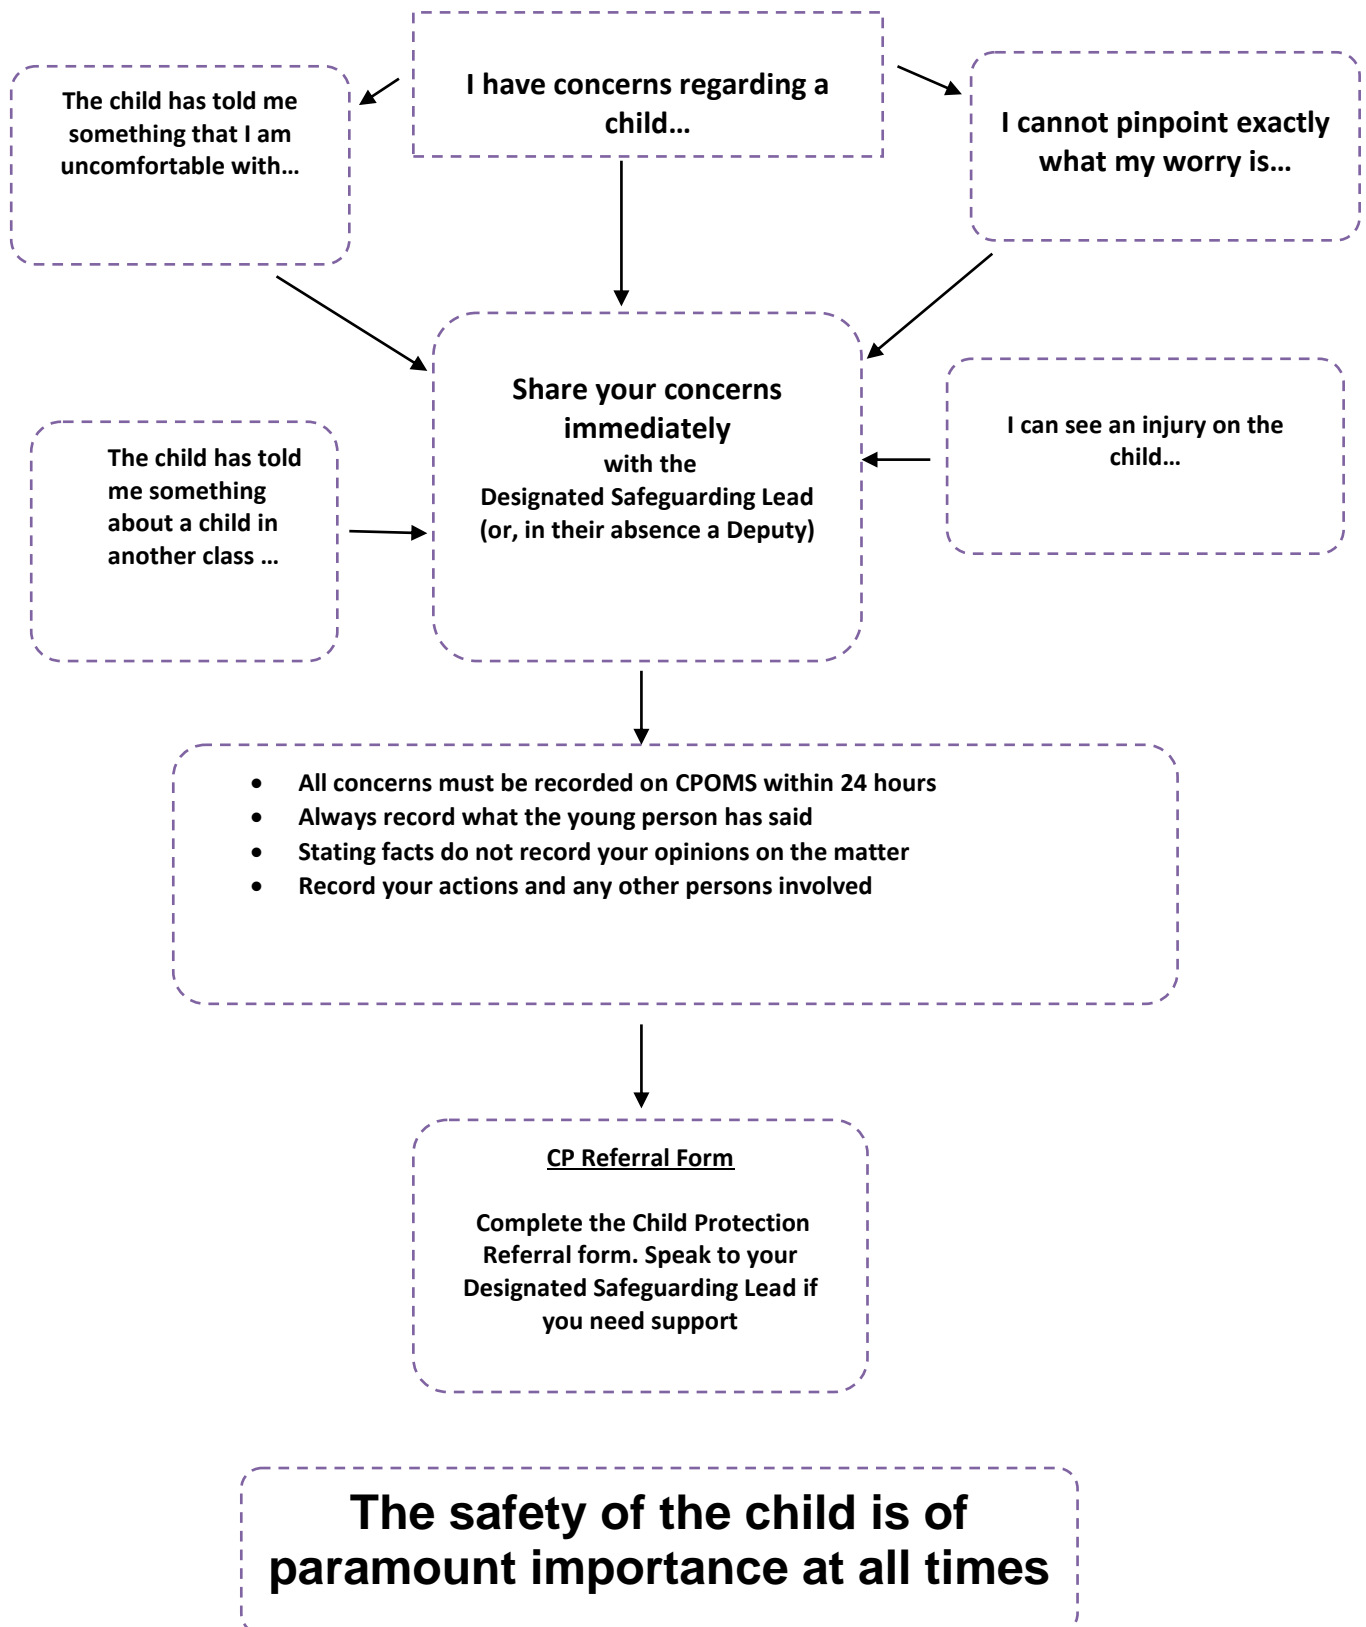 I have concerns regarding a
child…
The child has told me
something that I am
uncomfortable with…
I cannot pinpoint exactly
what my worry is…
Share your concerns
immediately
with the
Designated Safeguarding Lead
(or, in their absence a Deputy)
The child has told
me something
about a child in
another class …
I can see an injury on the
child…
• All concerns must be recorded on CPOMS within 24 hours
• Always record what the young person has said
• Stating facts do not record your opinions on the matter
• Record your actions and any other persons involved
CP Referral Form
Complete the Child Protection
Referral form. Speak to your
Designated Safeguarding Lead if
you need support
The safety of the child is of
paramount importance at all times